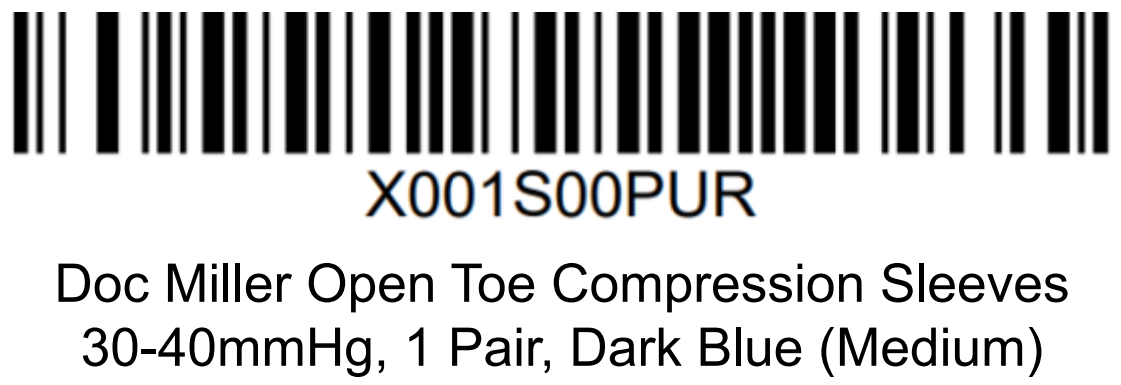 X001S00PUR
Doc Miller Open Toe Compression Sleeves
30-40mmHg, 1 Pair, Dark Blue (Medium)